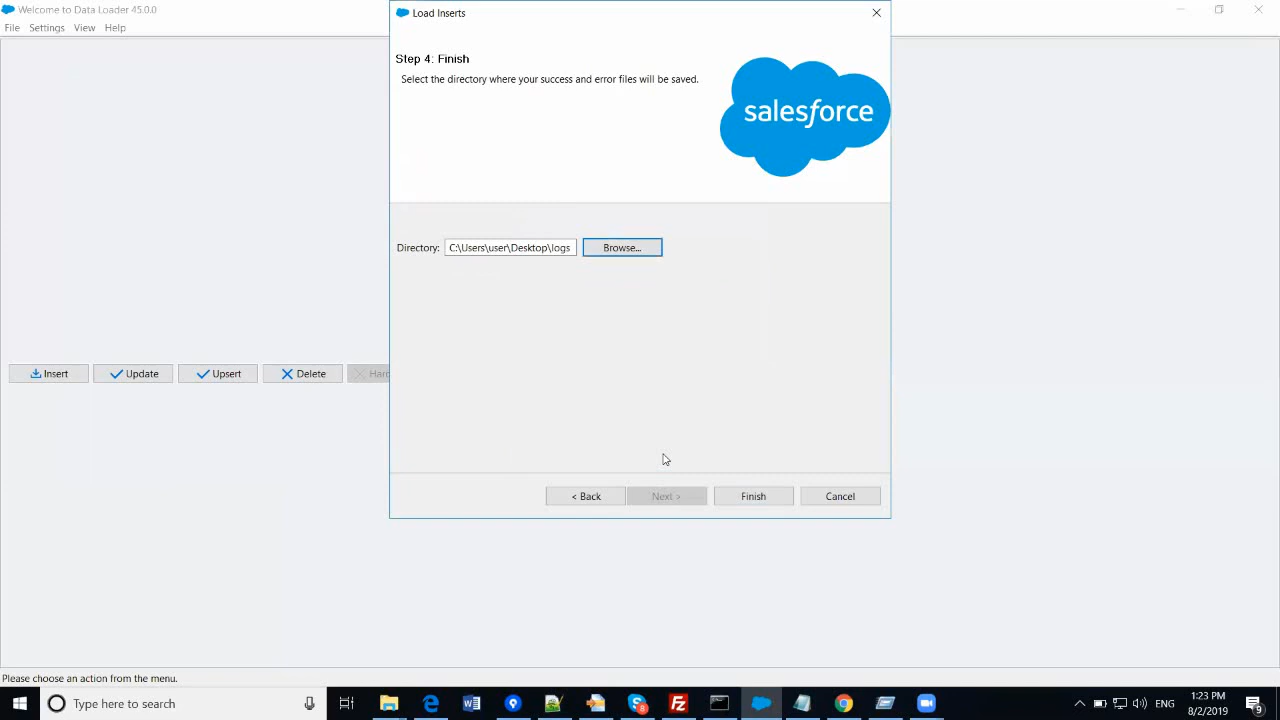 Welcome to Data Loader 45.0.0
File Settings View Help
Load Inserts
Step 4: Finish
Select the directory where your success and error files will be saved.
salesforce
Directory: C:\Users\user\Desktop\logs Browse...
Insert Update Upsert Delete Hard
< Back Next > Finish Cancel
Please choose an action from the menu.
Type here to search
8
ENG
1:23 PM
8/2/2019
9